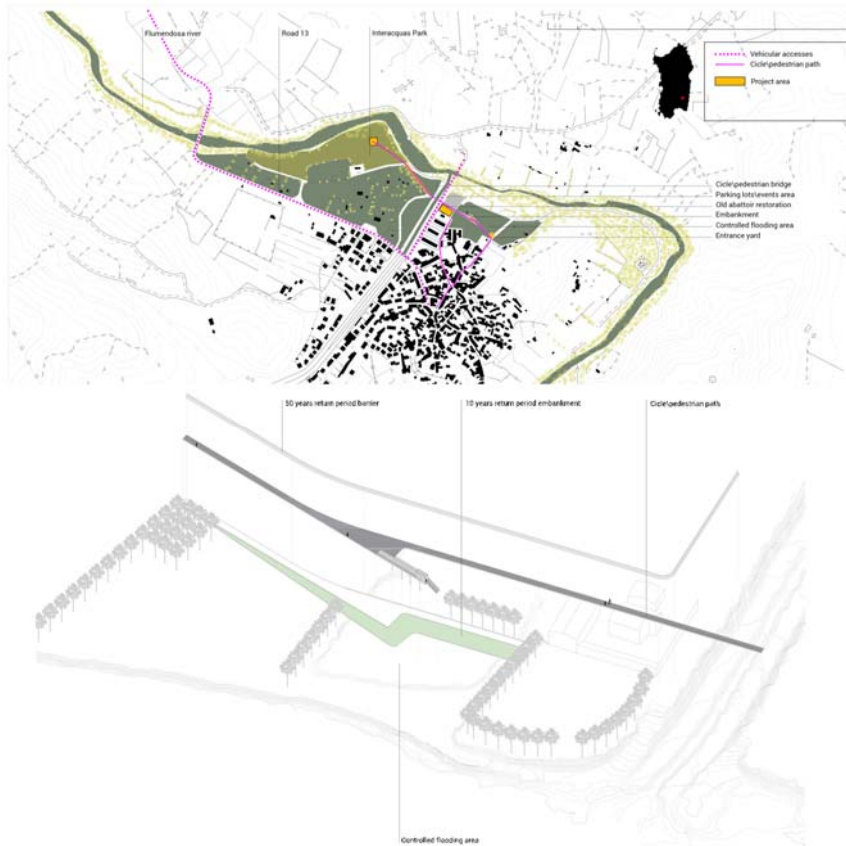 Flumendosa river
Road 13
Interacquas Park
Vehicular accesses
Cicle\pedestrian path
Project area
Cicle\pedestrian bridge
Parking lots\events area
Old abattoir restoration
Embankment
Controlled flooding area
Entrance yard
50 years return period barrier
10 years return period embankment
Cicle\pedestrian path
Controlled flooding area